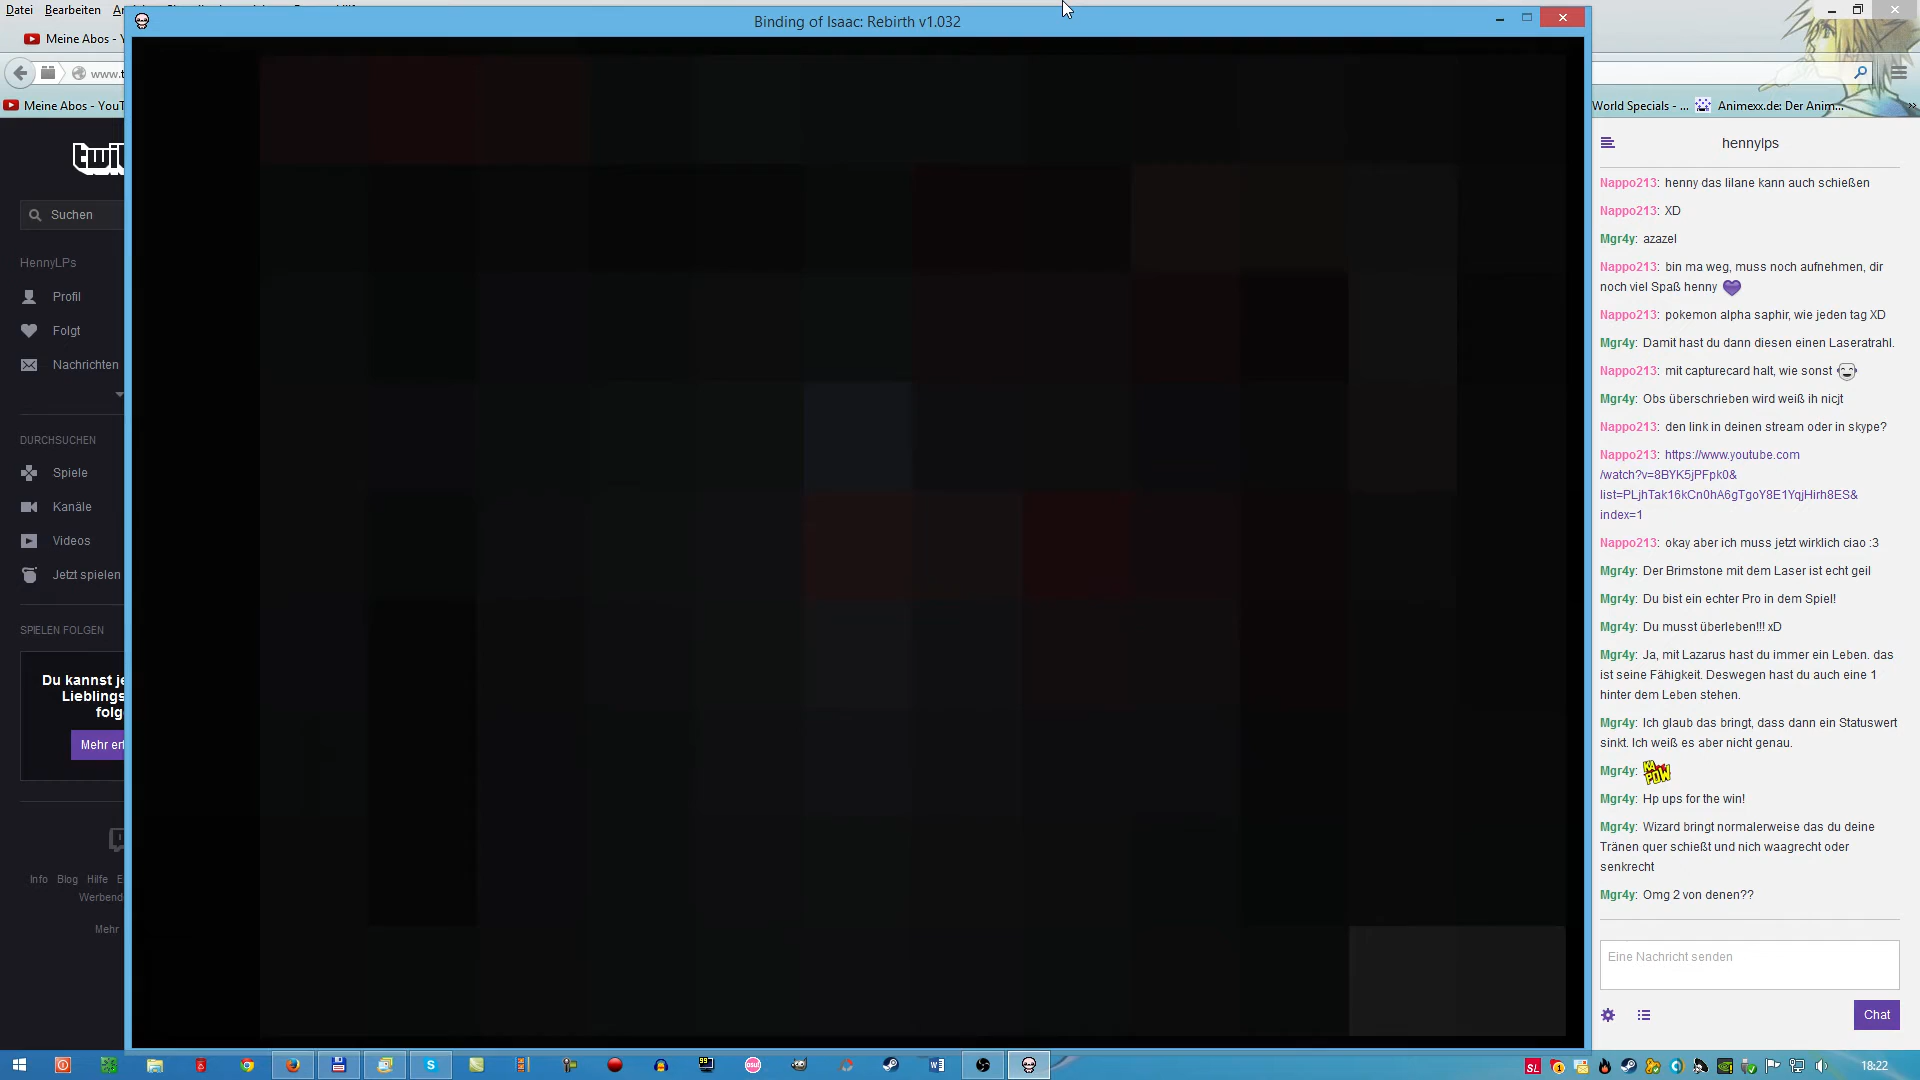 Datei Bearbeiten
Binding of Isaac: Rebirth v1.032
Meine Abos - Y
www.t
Meine Abos - YouT
World Specials - ...
Animexx.de: Der Anim...
Suchen
HennyLPs
Profil
Folgt
Nachrichten
DURCHSUCHEN
Spiele
Kanäle
Videos
Jetzt spielen
SPIELEN FOLGEN
Du kannst je
Lieblings
folg
Mehr erf
Info Blog Hilfe E
Werbend
Mehr
hennylps
Nappo213: henny das lilane kann auch schießen
Nappo213: XD
Mgr4y: azazel
Nappo213: bin ma weg, muss noch aufnehmen, dir
noch viel Spaß henny
Nappo213: pokemon alpha saphir, wie jeden tag XD
Mgr4y: Damit hast du dann diesen einen Laseratrahl.
Nappo213: mit capturecard halt, wie sonst
Mgr4y: Obs überschrieben wird weiß ih nicjt
Nappo213: den link in deinen stream oder in skype?
Nappo213: https://www.youtube.com
/watch?v=8BYK5jPFpk0&
list=PLjhTak16kCn0hA6gTgoY8E1YqjHirh8ES&
index=1
Nappo213: okay aber ich muss jetzt wirklich ciao :3
Mgr4y: Der Brimstone mit dem Laser ist echt geil
Mgr4y: Du bist ein echter Pro in dem Spiel!
Mgr4y: Du musst überleben!!! xD
Mgr4y: Ja, mit Lazarus hast du immer ein Leben. das
ist seine Fähigkeit. Deswegen hast du auch eine 1
hinter dem Leben stehen.
Mgr4y: Ich glaub das bringt, dass dann ein Statuswert
sinkt. Ich weiß es aber nicht genau.
Mgr4y: KA POW
Mgr4y: Hp ups for the win!
Mgr4y: Wizard bringt normalerweise das du deine
Tränen quer schießt und nich waagrecht oder
senkrecht
Mgr4y: Omg 2 von denen??
Eine Nachricht senden
Chat
18:22